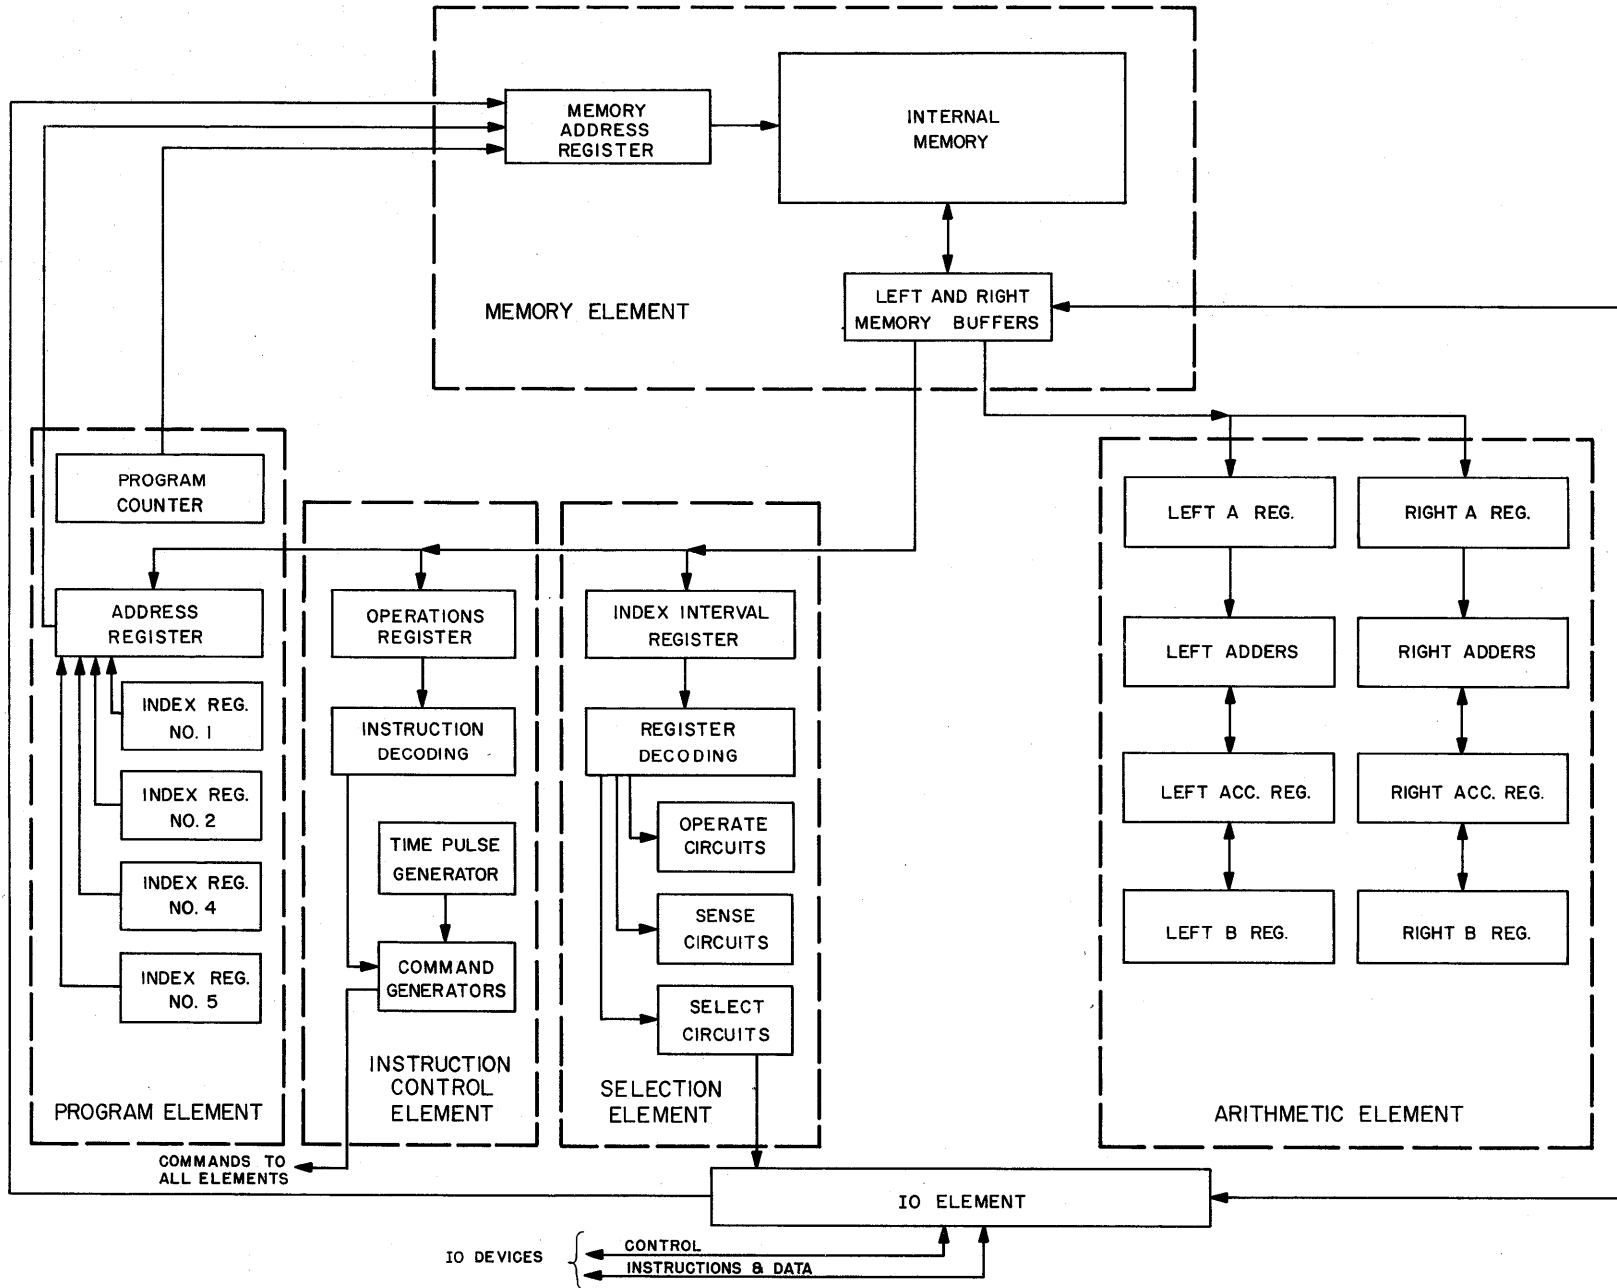 MEMORY
ADDRESS
REGISTER
INTERNAL
MEMORY
LEFT AND RIGHT
MEMORY BUFFERS
MEMORY ELEMENT
PROGRAM
COUNTER
ADDRESS
REGISTER
INDEX REG.
NO. 1
INDEX REG.
NO. 2
INDEX REG.
NO. 4
INDEX REG.
NO. 5
PROGRAM ELEMENT
OPERATIONS
REGISTER
INSTRUCTION
DECODING
TIME PULSE
GENERATOR
COMMAND
GENERATORS
INSTRUCTION
CONTROL
ELEMENT
COMMANDS TO
ALL ELEMENTS
INDEX INTERVAL
REGISTER
REGISTER
DECODING
OPERATE
CIRCUITS
SENSE
CIRCUITS
SELECT
CIRCUITS
SELECTION
ELEMENT
LEFT A REG.
RIGHT A REG.
LEFT ADDERS
RIGHT ADDERS
LEFT ACC. REG.
RIGHT ACC. REG.
LEFT B REG.
RIGHT B REG.
ARITHMETIC ELEMENT
IO ELEMENT
IO DEVICES
CONTROL
INSTRUCTIONS & DATA